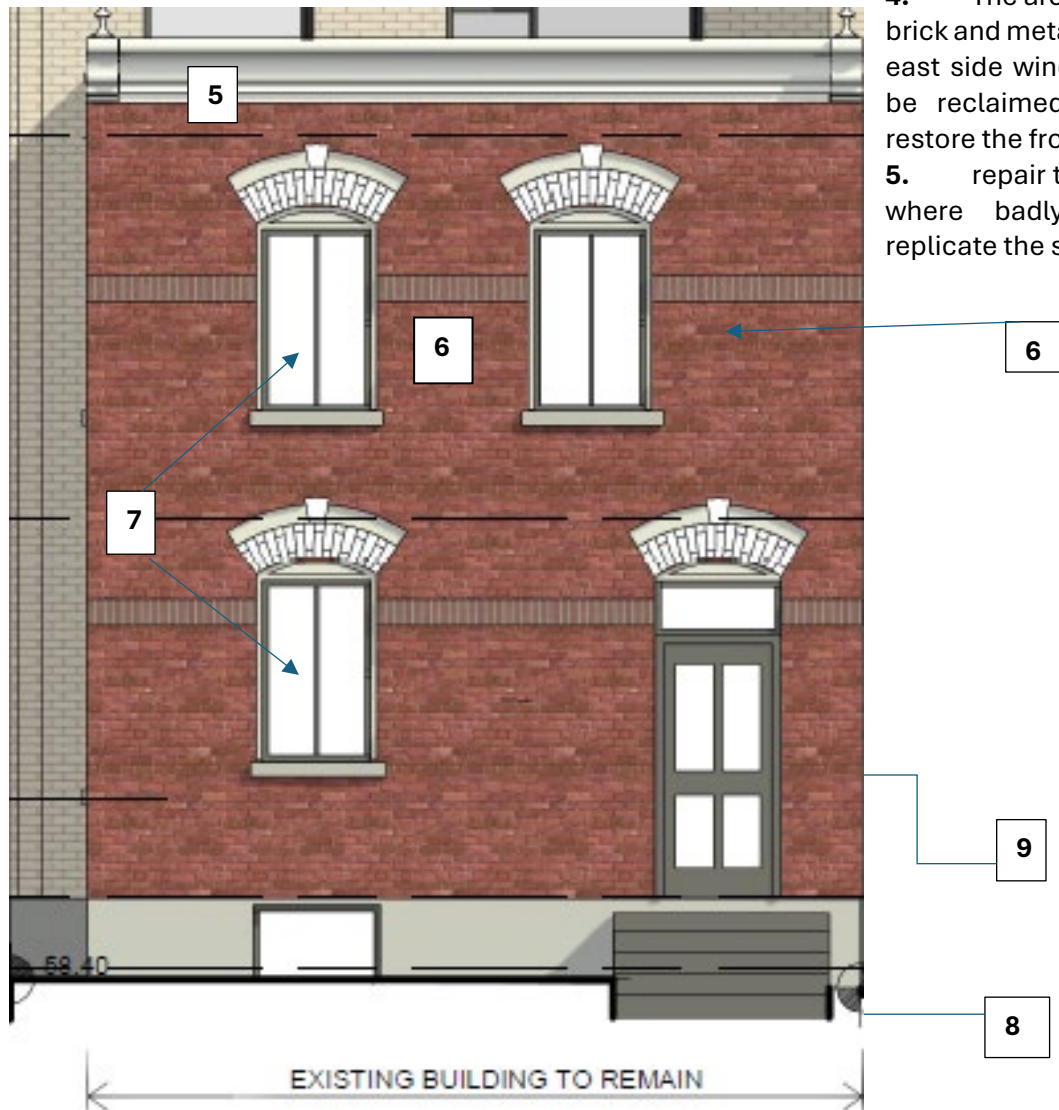 brick and meta
east side win
be reclaimed
restore the fro
5. repair t
where badly
replicate the s
5
6
6
7
9
58.40
8
EXISTING BUILDING TO REMAIN